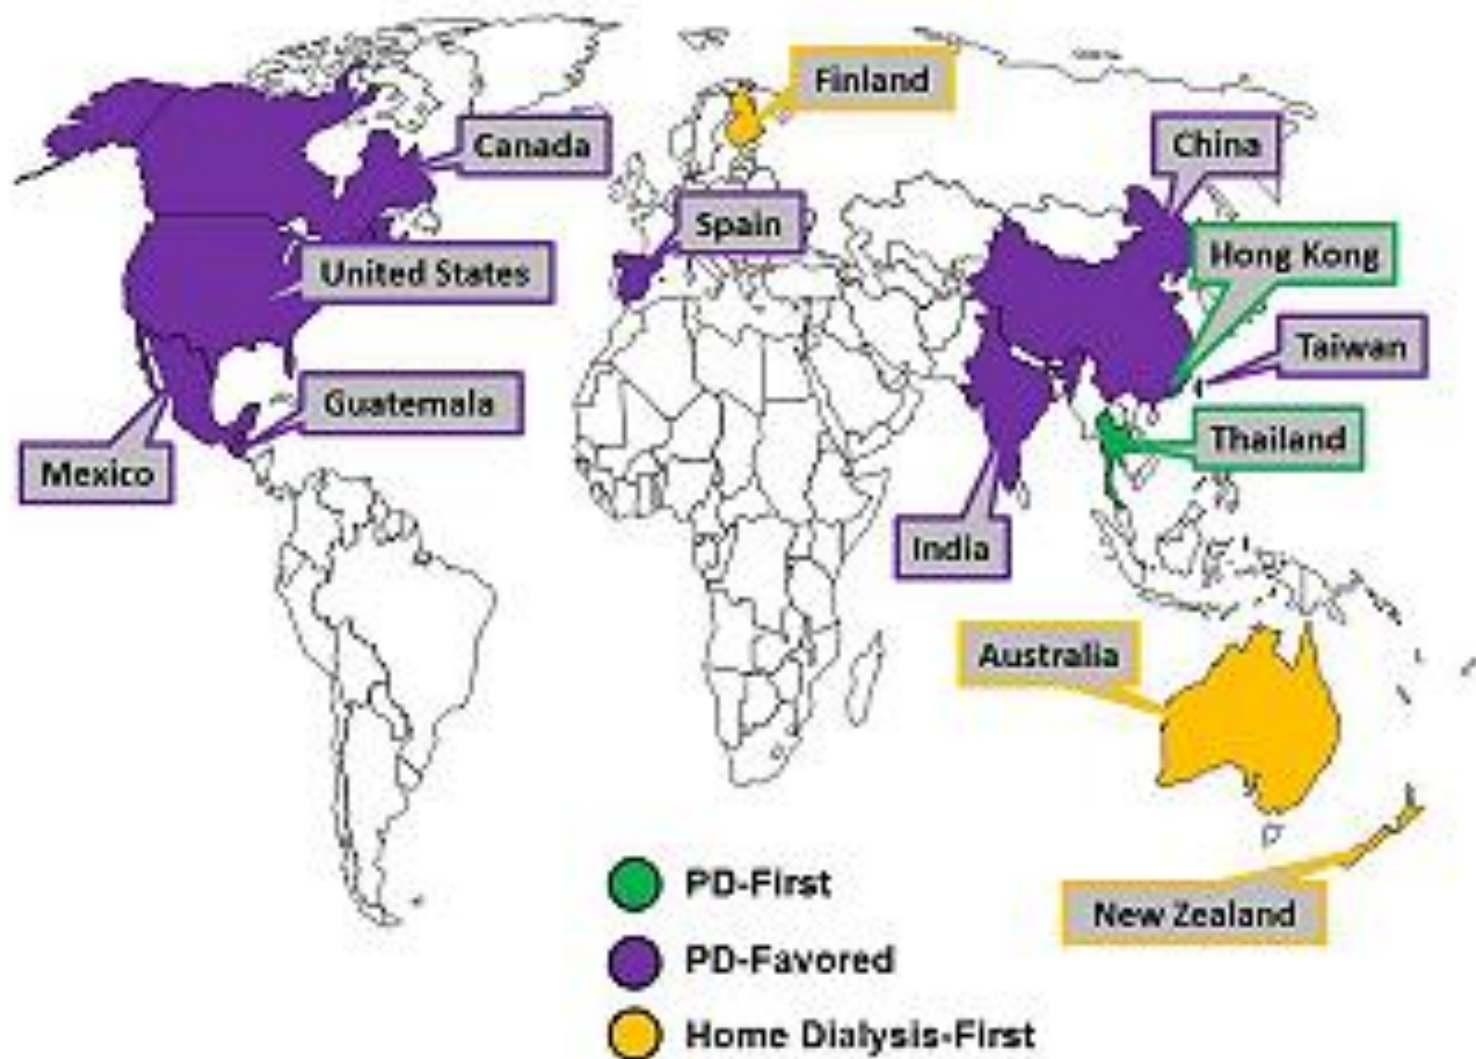 Finland
Canada
China
Spain
Hong Kong
United States
Taiwan
Guatemala
Thailand
Mexico
India
Australia
New Zealand
PD-First
PD-Favored
Home Dialysis-First